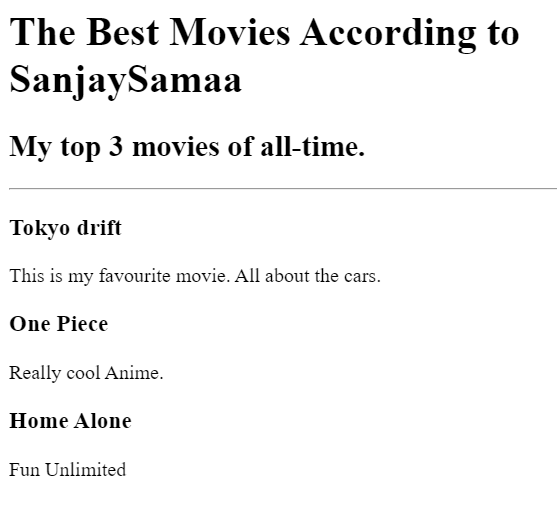 The Best Movies According to
SanjaySamaa
My top 3 movies of all-time.
Tokyo drift
This is my favourite movie. All about the cars.
One Piece
Really cool Anime.
Home Alone
Fun Unlimited